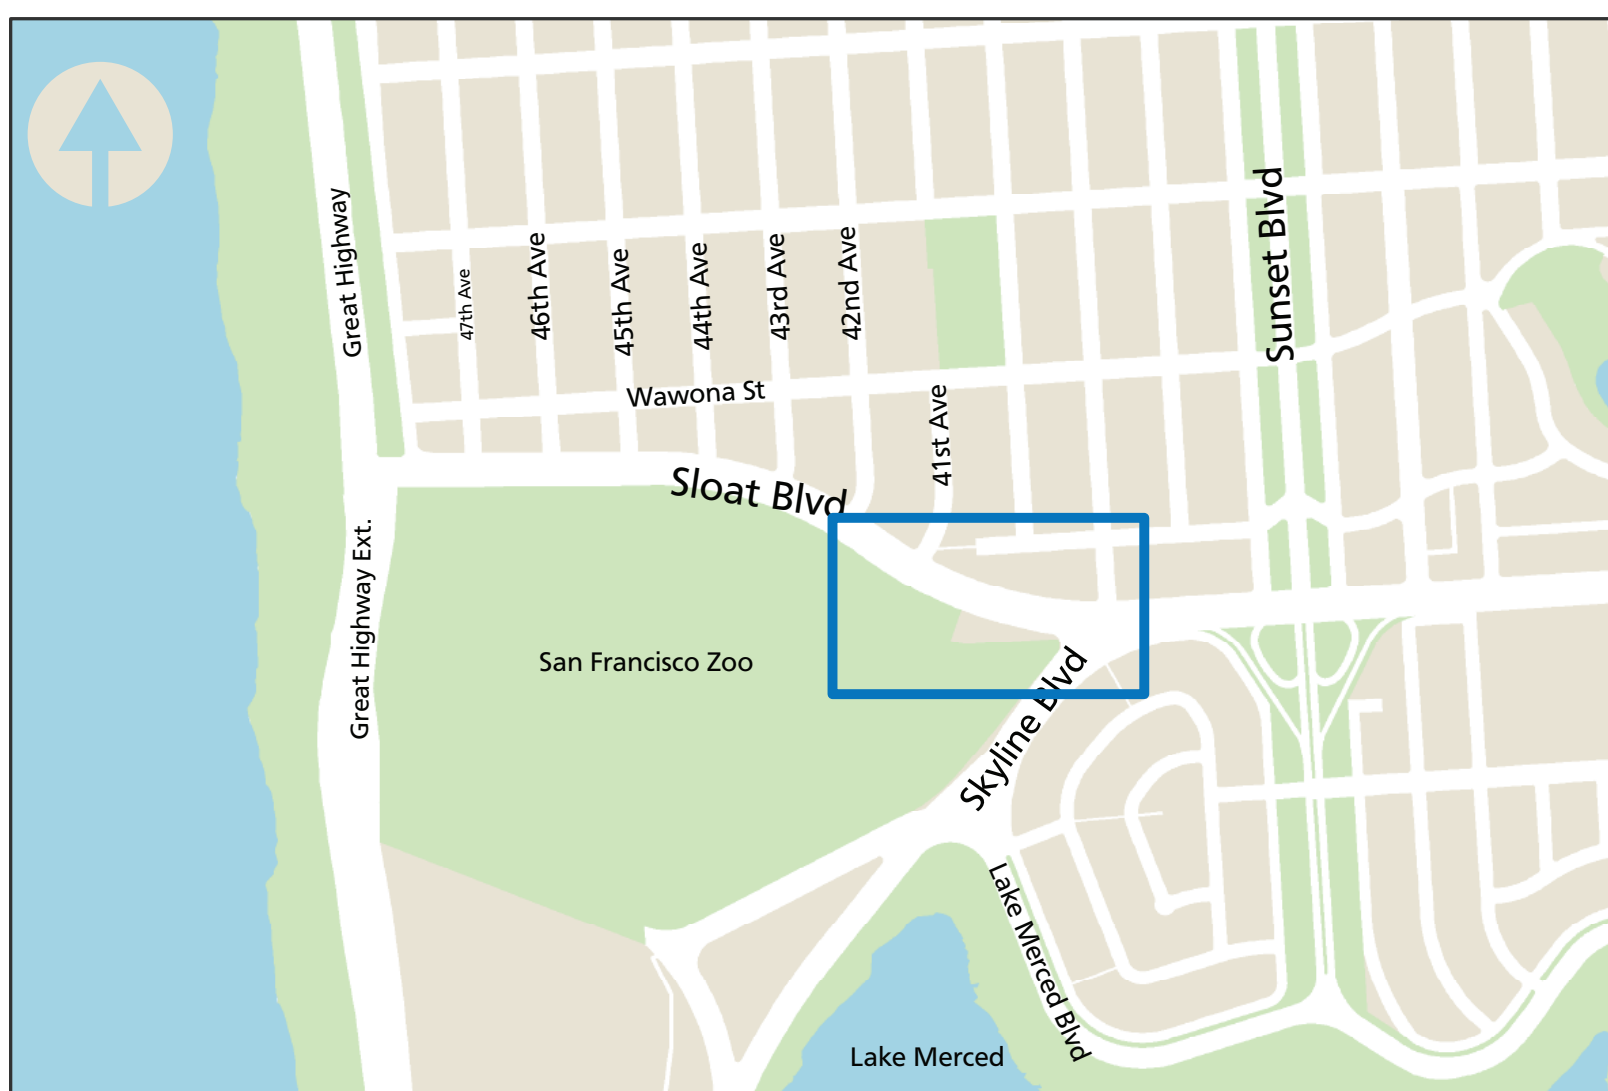 Great Highway
47th Ave
46th Ave
45th Ave
44th Ave
43rd Ave
42nd Ave
Sunset Blvd
Wawona St
41st Ave
Sloat Blvd
Great Highway Ext.
San Francisco Zoo
Skyline Blvd
Lake Merced Blvd
Lake Merced